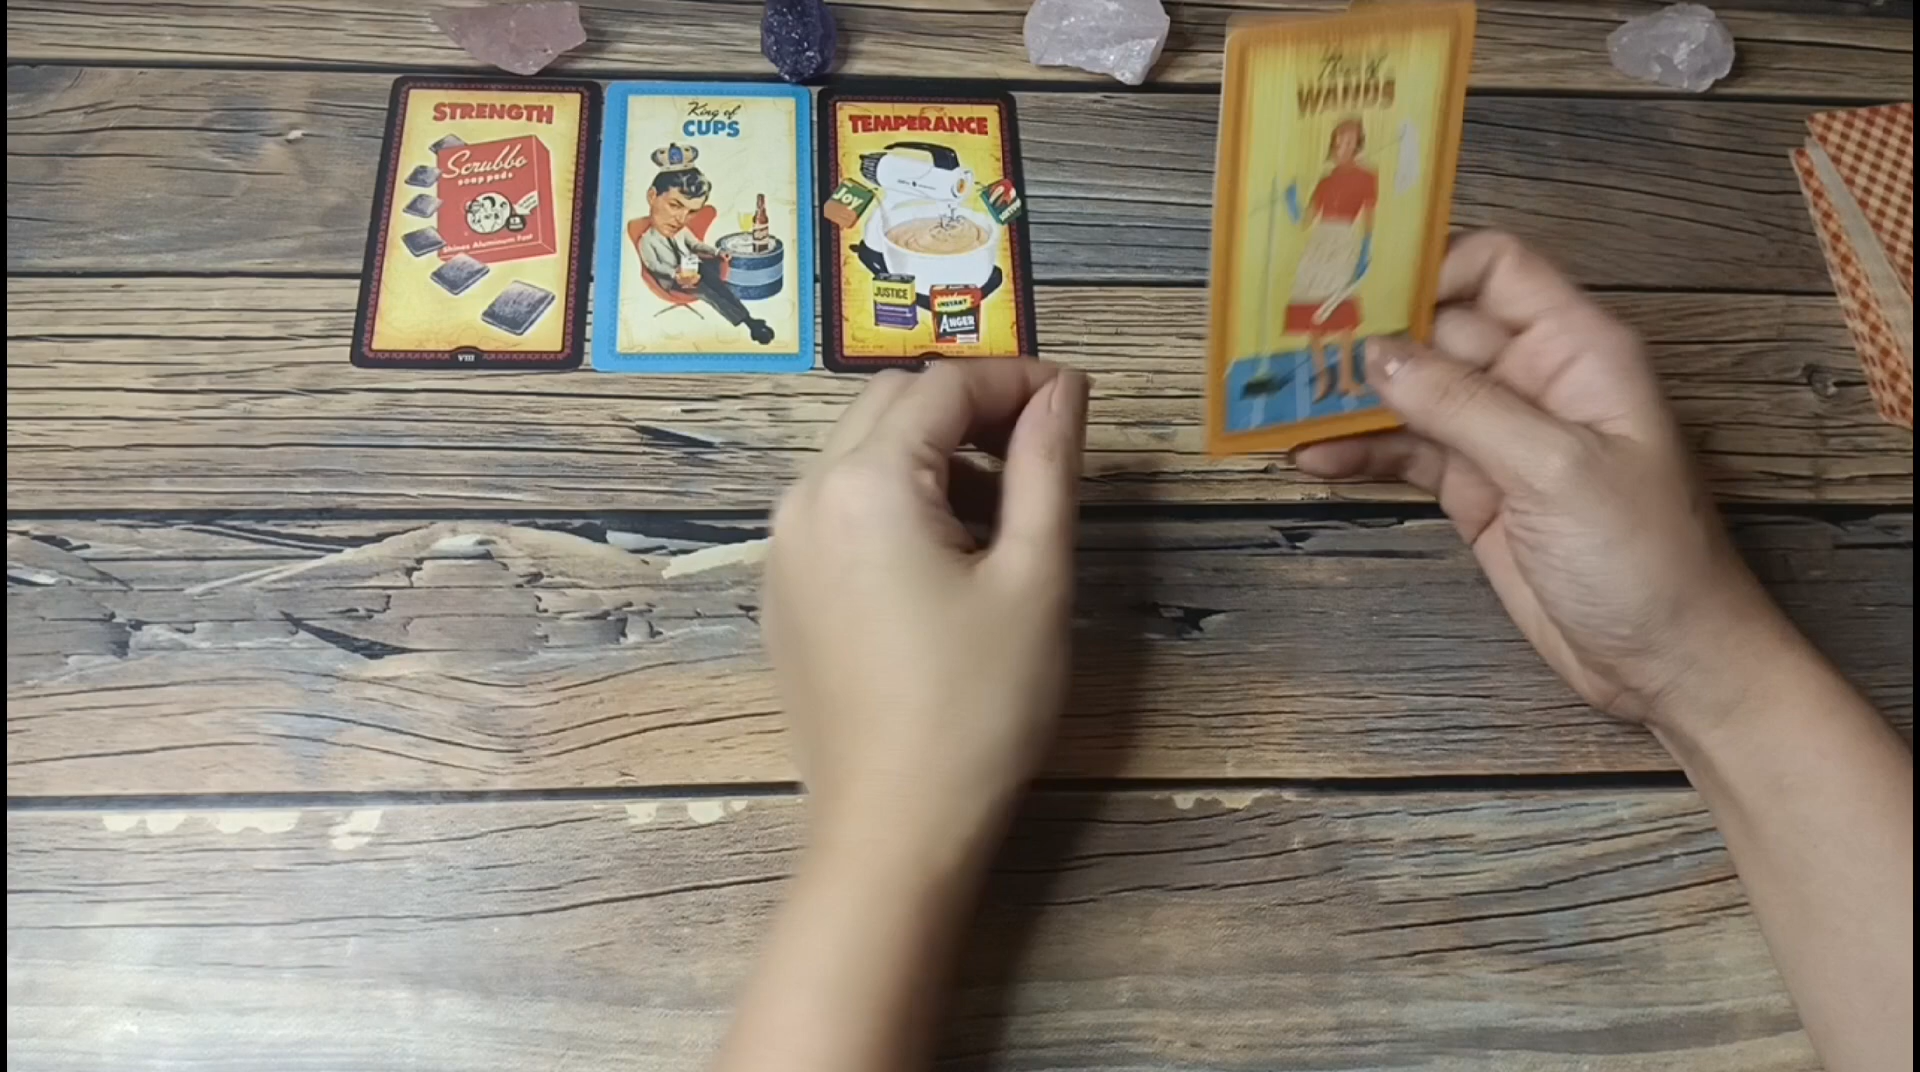 STRENGTH
Scrubbo
soap pads
Shines Aluminum Fast
VIII
King of
CUPS
TEMPERANCE
JOY
JUSTICE
INSTANT
ANGER
WANDS